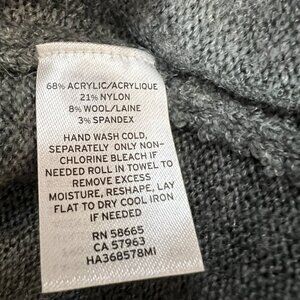 68% ACRYLIC/ACRYLIQUE
21% NYLON
8% WOOL/LAINE
3% SPANDEX
HAND WASH COLD,
SEPARATELY ONLY NON-
CHLORINE BLEACH IF
NEEDED ROLL IN TOWEL TO
REMOVE EXCESS
MOISTURE, RESHAPE, LAY
FLAT TO DRY COOL IRON
IF NEEDED
RN 58665
CA 57963
HA368578MI